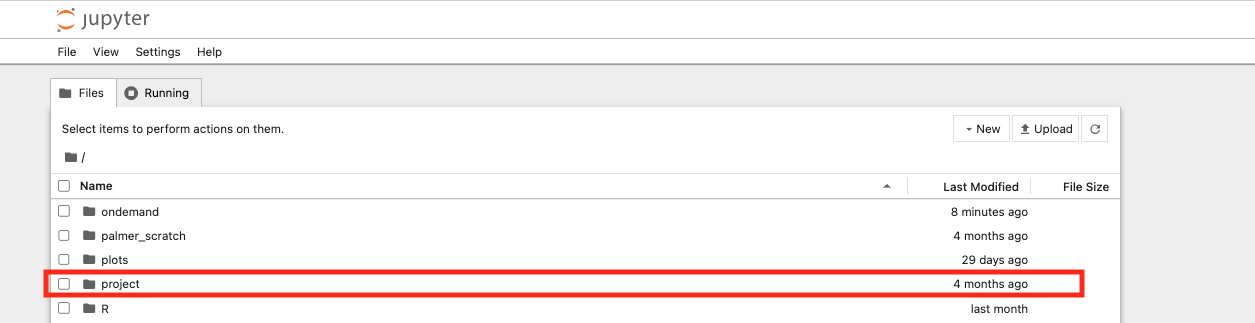 jupyter
File View Settings Help
Files Running
Select items to perform actions on them.
New Upload
/
Name Last Modified File Size
ondemand 8 minutes ago
palmer_scratch 4 months ago
plots 29 days ago
project 4 months ago
R last month